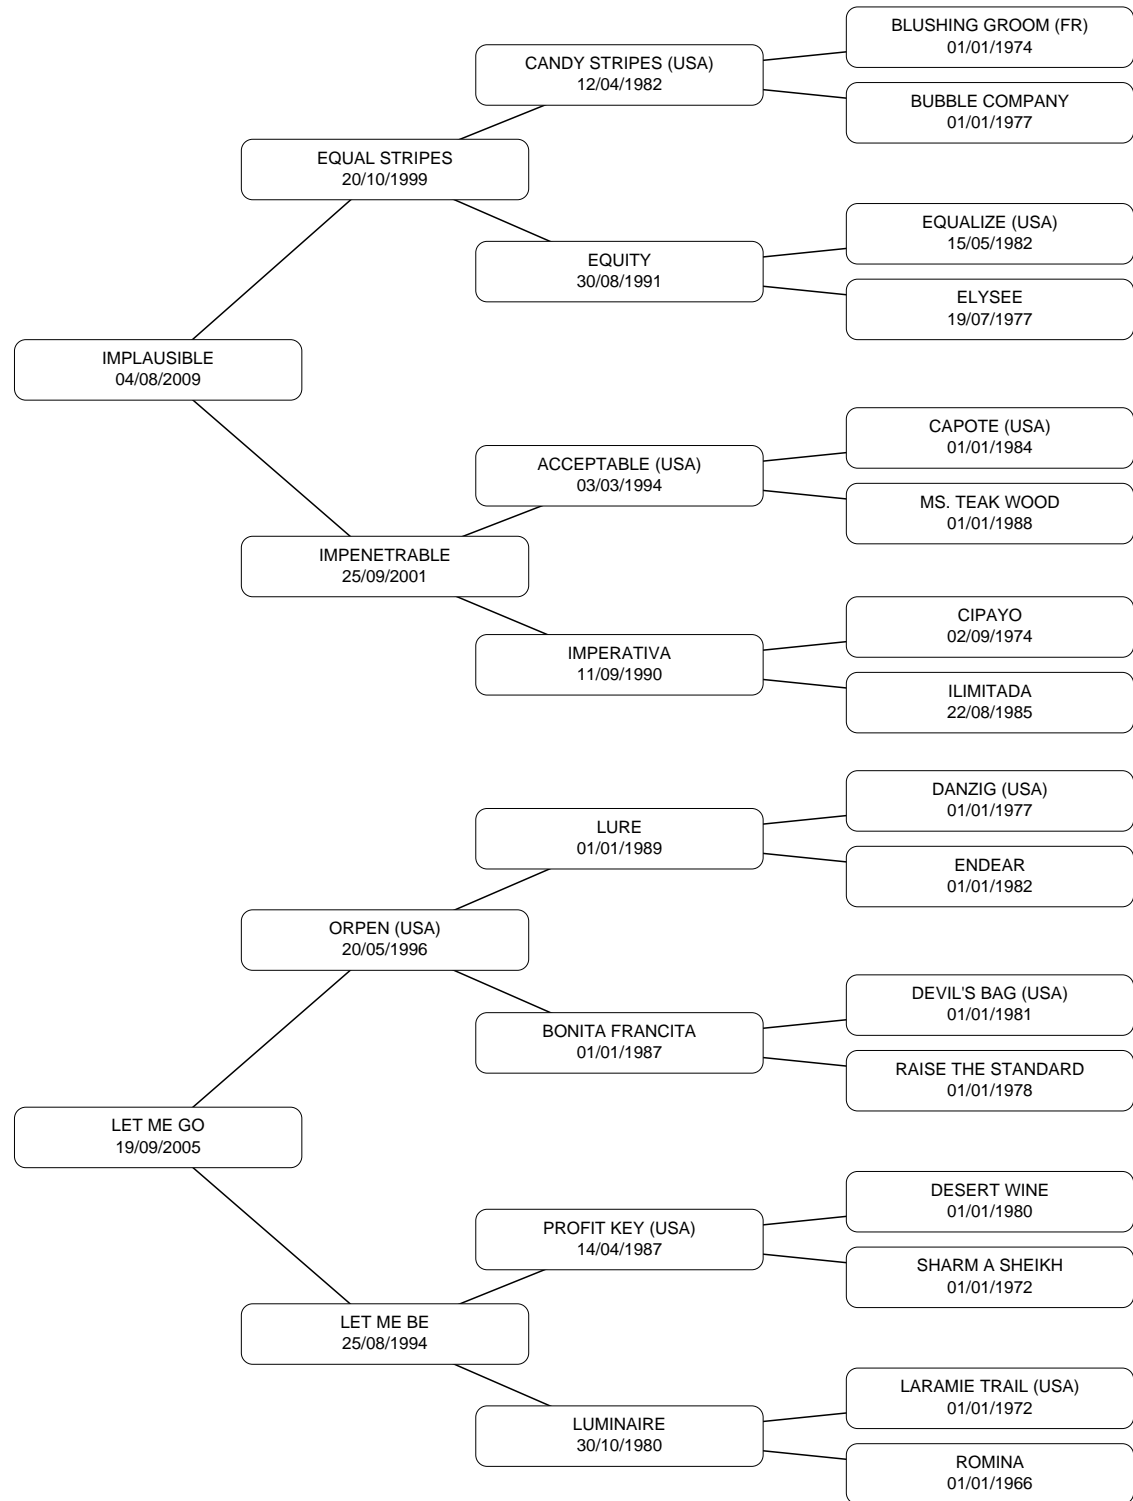 BLUSHING GROOM (FR)
01/01/1974
CANDY STRIPES (USA)
12/04/1982
BUBBLE COMPANY
01/01/1977
EQUAL STRIPES
20/10/1999
EQUALIZE (USA)
15/05/1982
EQUITY
30/08/1991
ELYSEE
19/07/1977
IMPLAUSIBLE
04/08/2009
CAPOTE (USA)
01/01/1984
ACCEPTABLE (USA)
03/03/1994
MS. TEAK WOOD
01/01/1988
IMPENETRABLE
25/09/2001
CIPAYO
02/09/1974
IMPERATIVA
11/09/1990
ILIMITADA
22/08/1985
DANZIG (USA)
01/01/1977
LURE
01/01/1989
ENDEAR
01/01/1982
ORPEN (USA)
20/05/1996
DEVIL'S BAG (USA)
01/01/1981
BONITA FRANCITA
01/01/1987
RAISE THE STANDARD
01/01/1978
LET ME GO
19/09/2005
DESERT WINE
01/01/1980
PROFIT KEY (USA)
14/04/1987
SHARM A SHEIKH
01/01/1972
LET ME BE
25/08/1994
LARAMIE TRAIL (USA)
01/01/1972
LUMINAIRE
30/10/1980
ROMINA
01/01/1966